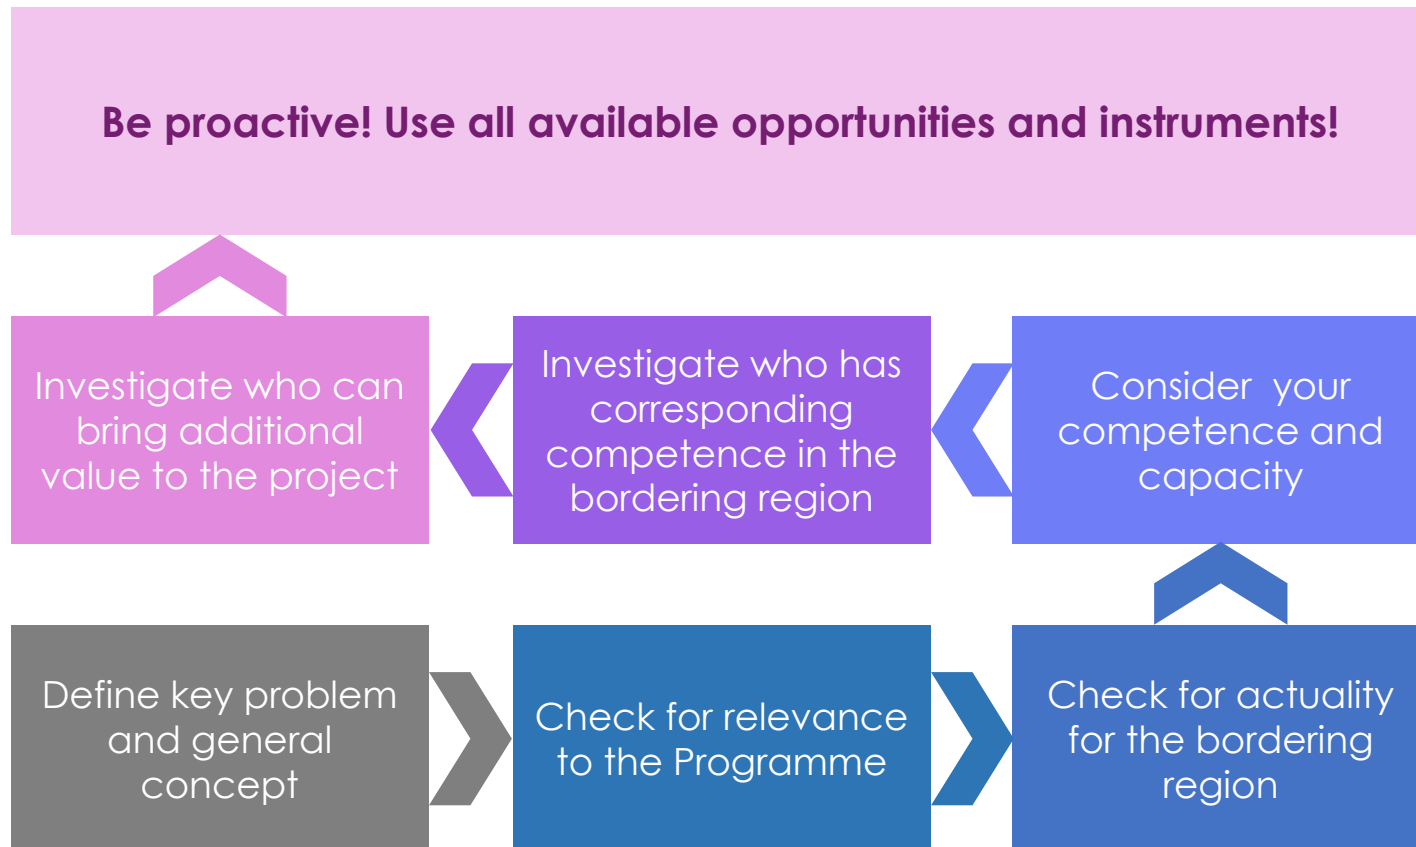 Be proactive! Use all available opportunities and instruments!
Investigate who can
bring additional
value to the project
Investigate who has
corresponding
competence in the
bordering region
Consider  your
competence and
capacity
Define key problem
and general
concept
Check for relevance
to the Programme
Check for actuality
for the bordering
region